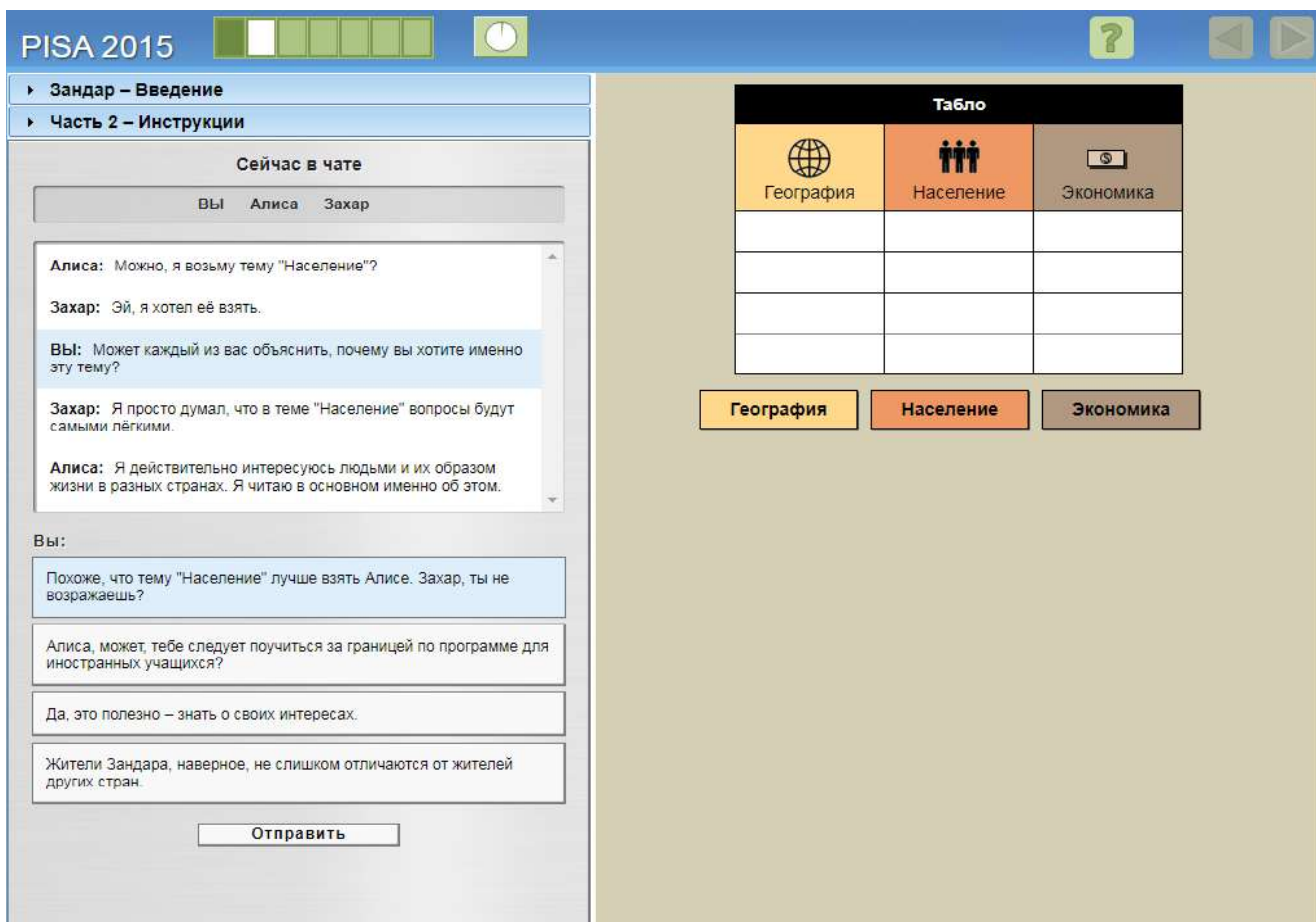 PISA 2015
?
Зандар – Введение
Часть 2 – Инструкции
Сейчас в чате
ВЫ Алиса Захар
Алиса: Можно, я возьму тему "Население"?
Захар: Эй, я хотел её взять.
ВЫ: Может каждый из вас объяснить, почему вы хотите именно
эту тему?
Захар: Я просто думал, что в теме "Население" вопросы будут
самыми лёгкими.
Алиса: Я действительно интересуюсь людьми и их образом
жизни в разных странах. Я читаю в основном именно об этом.
Вы:
Похоже, что тему "Население" лучше взять Алисе. Захар, ты не
возражаешь?
Алиса, может, тебе следует поучиться за границей по программе для
иностранных учащихся?
Да, это полезно – знать о своих интересах.
Жители Зандара, наверное, не слишком отличаются от жителей
других стран.
Отправить
Табло
$
География Население Экономика
География Население Экономика